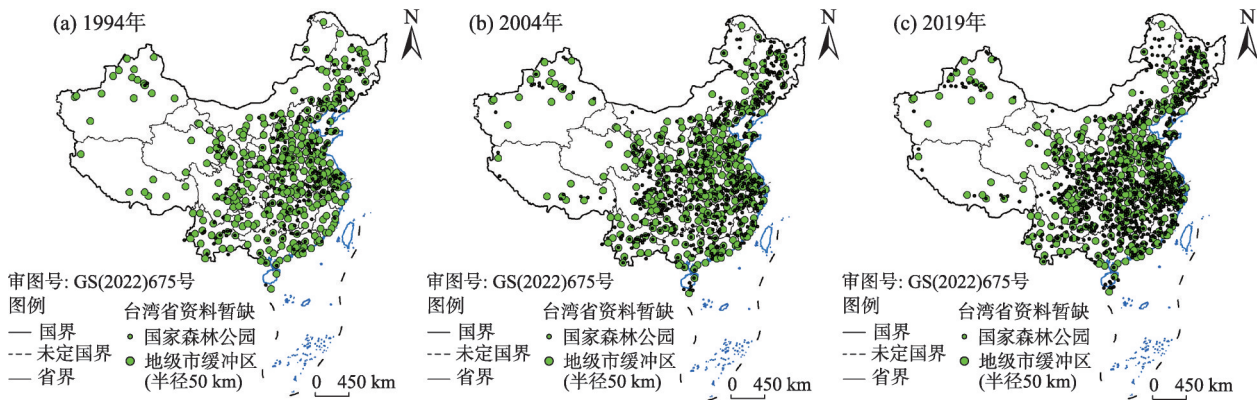 (a) 1994年
N
审图号: GS(2022)675号
图例
国界
未定国界
省界
台湾省资料暂缺
国家森林公园
地级市缓冲区
(半径50 km)
0 450 km
(b) 2004年
N
审图号: GS(2022)675号
图例
国界
未定国界
省界
台湾省资料暂缺
国家森林公园
地级市缓冲区
(半径50 km)
0 450 km
(c) 2019年
N
审图号: GS(2022)675号
图例
国界
未定国界
省界
台湾省资料暂缺
国家森林公园
地级市缓冲区
(半径50 km)
0 450 km